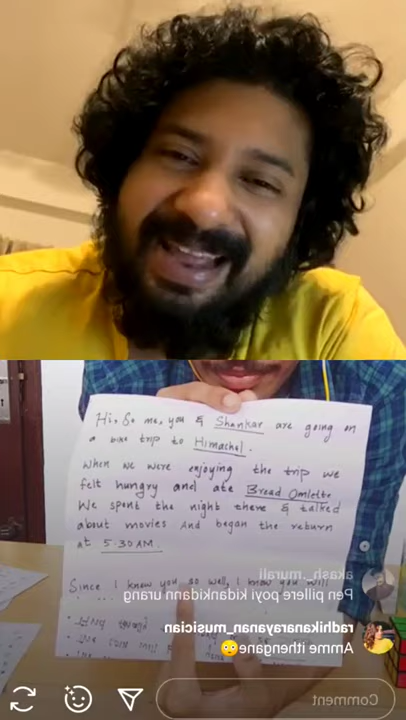 Hi, So me, you & Shankar are going on
a bike trip to Himachal.
When we were enjoying the trip we
felt hungry and ate Bread Omlette
We spent the night there & talked
about movies And began the return
at 5.30 AM.
Since I know you so well, I know you will
akash_.murali
Pen pillere poyi kidankidann urang
radhikanarayanan_musician
Amme ithengane😳
Comment